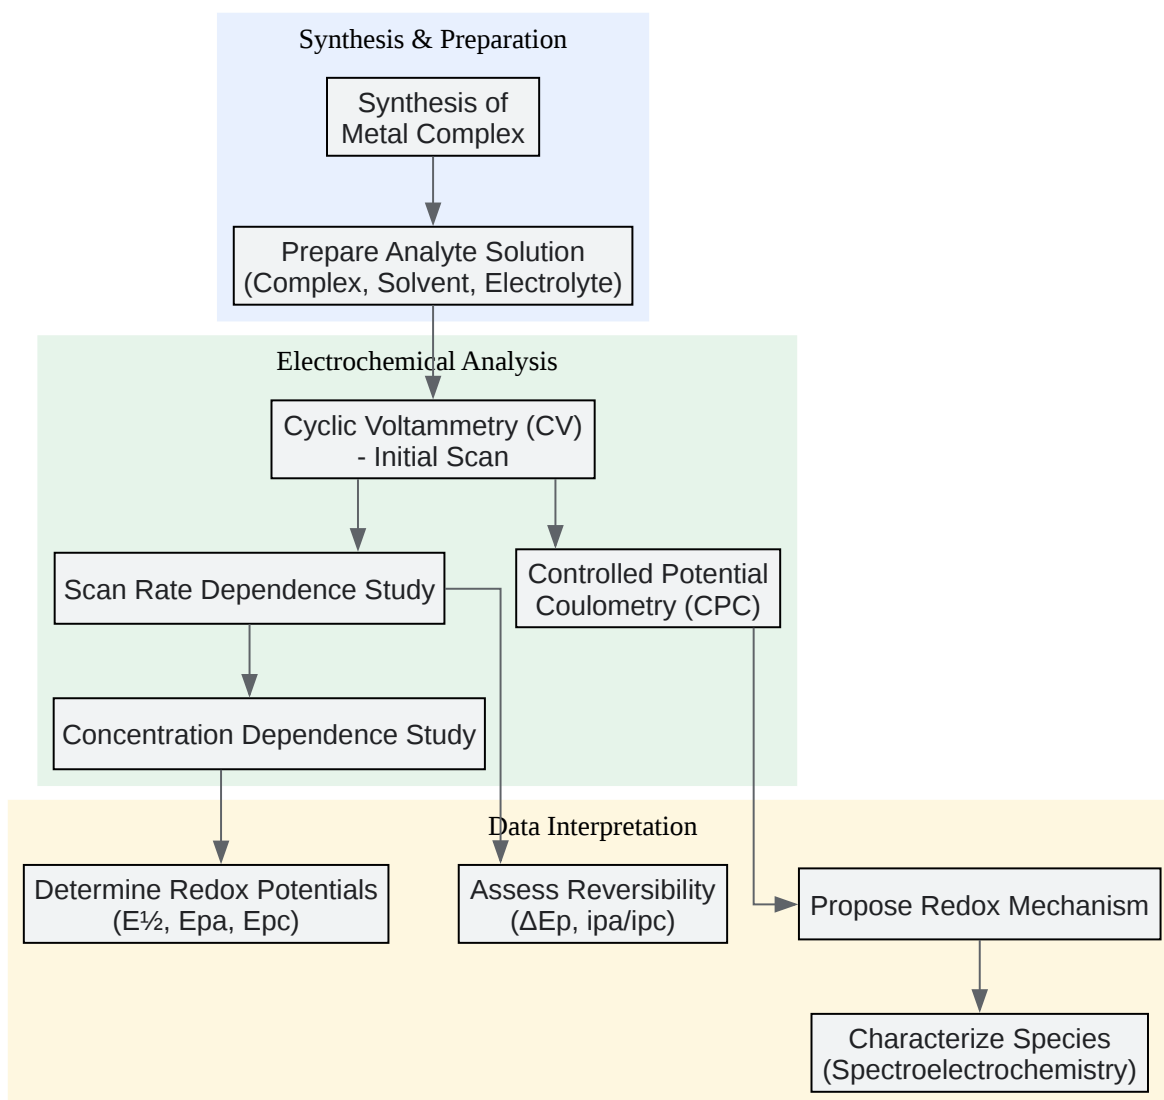 Synthesis & Preparation
Synthesis of
Metal Complex
Prepare Analyte Solution
(Complex, Solvent, Electrolyte)
Electrochemical Analysis
Cyclic Voltammetry (CV)
- Initial Scan
Scan Rate Dependence Study
Controlled Potential
Coulometry (CPC)
Concentration Dependence Study
Data Interpretation
Determine Redox Potentials
(E½, Epa, Epc)
Assess Reversibility
(ΔEp, ipa/ipc)
Propose Redox Mechanism
Characterize Species
(Spectroelectrochemistry)